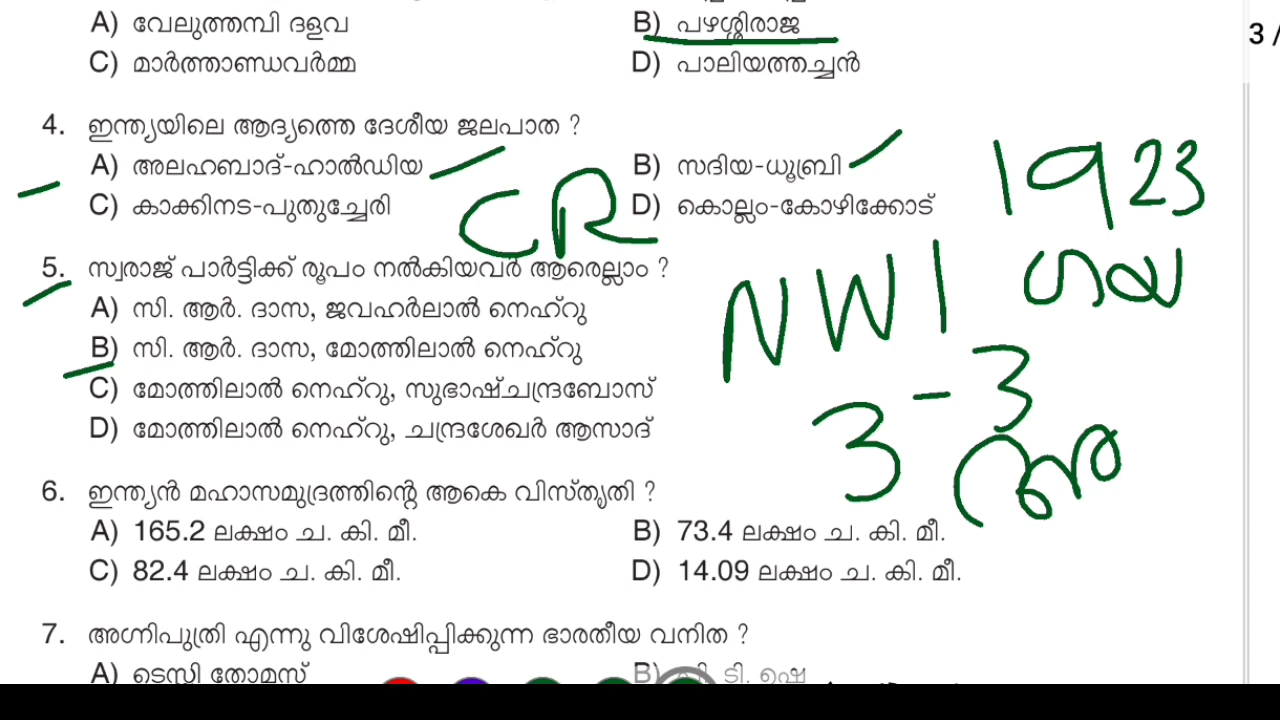 A) വേലുത്തമ്പി ദളവ B) പഴശ്ശിരാജ
3/
C) മാർത്താണ്ഡവർമ്മ D) പാലിയത്തച്ചൻ
4. ഇന്ത്യയിലെ ആദ്യത്തെ ദേശീയ ജലപാത ?
A) അലഹബാദ്-ഹാൽഡിയ B) സദിയ-ധൂബ്രി
1923
C) കാക്കിനട-പുതുച്ചേരി D) കൊല്ലം-കോഴിക്കോട്
CR
5. സ്വരാജ് പാർട്ടിക്ക് രൂപം നൽകിയവർ ആരെല്ലാം ?
ഗയ
NW1
A) സി. ആർ. ദാസ, ജവഹർലാൽ നെഹ്റു
B) സി. ആർ. ദാസ, മോത്തിലാൽ നെഹ്റു
C) മോത്തിലാൽ നെഹ്റു, സുഭാഷ്ചന്ദ്രബോസ്
3 - 3
D) മോത്തിലാൽ നെഹ്റു, ചന്ദ്രശേഖർ ആസാദ്
6. ഇന്ത്യൻ മഹാസമുദ്രത്തിന്റെ ആകെ വിസ്തൃതി ?
A) 165.2 ലക്ഷം ച. കി. മീ. B) 73.4 ലക്ഷം ച. കി. മീ.
C) 82.4 ലക്ഷം ച. കി. മീ. D) 14.09 ലക്ഷം ച. കി. മീ.
7. അഗ്നിപുത്രി എന്നു വിശേഷിപ്പിക്കുന്ന ഭാരതീയ വനിത ?
A) ടെസ്സി തോമസ് B) പി. ടി. ഷെ